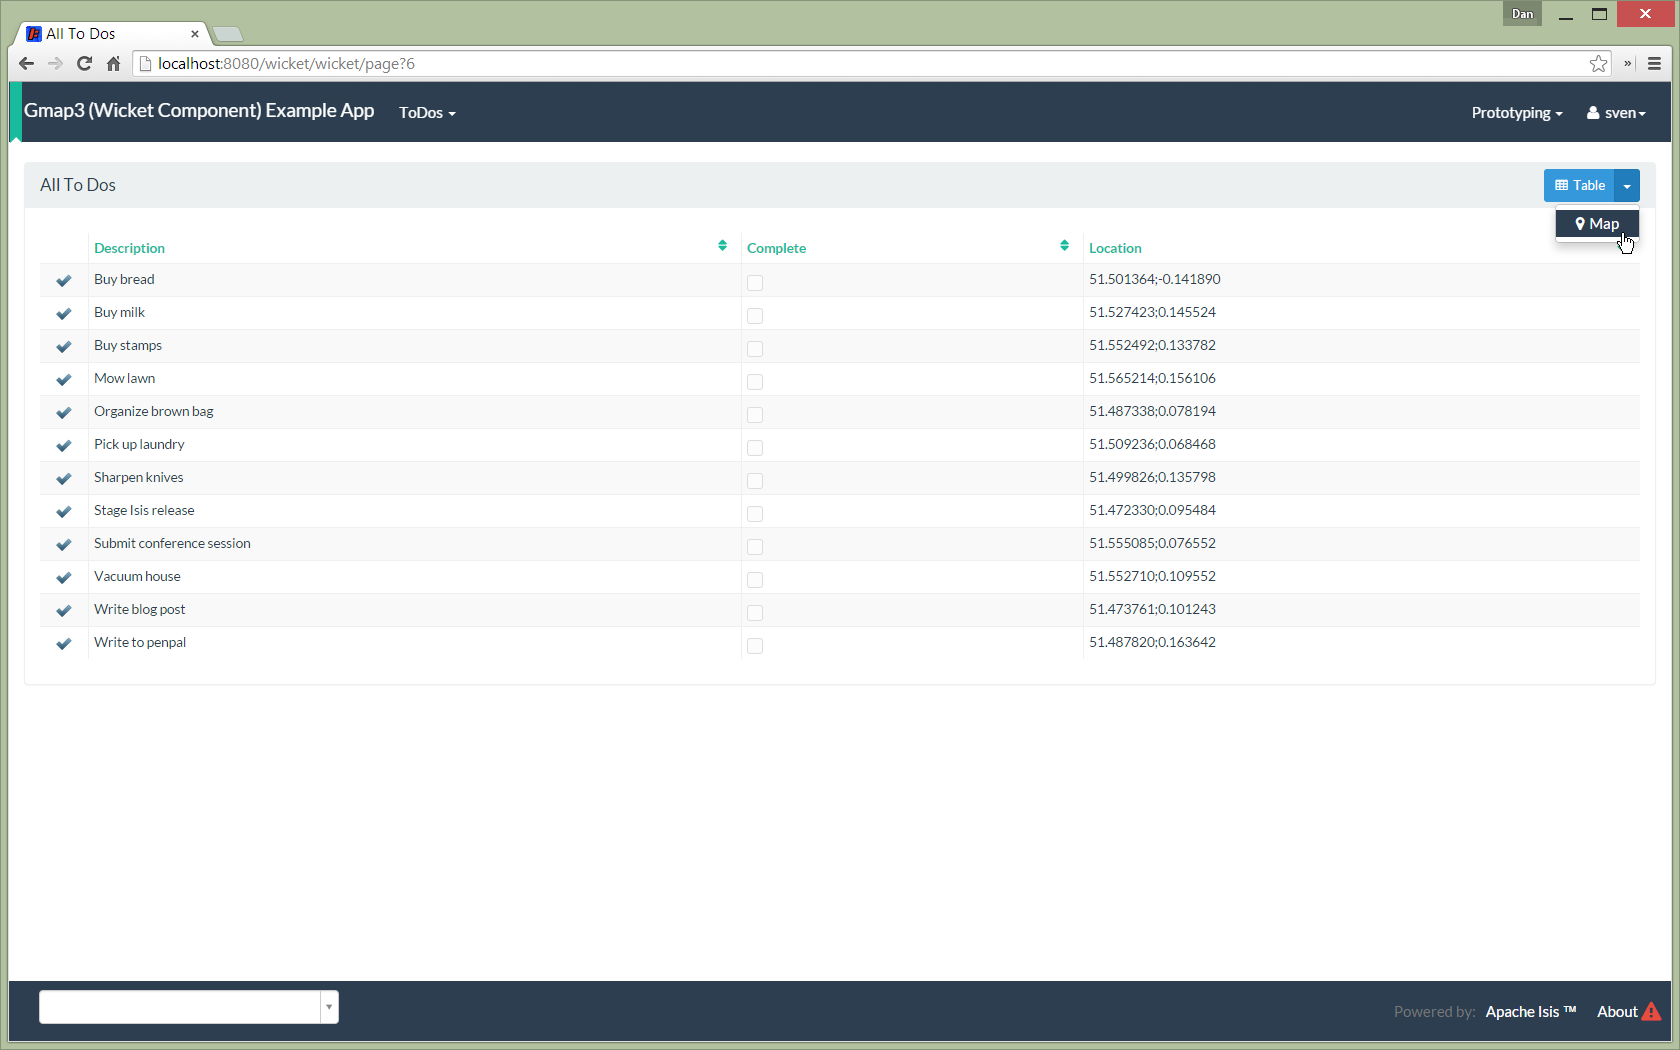 Dan
All To Dos
localhost:8080/wicket/wicket/page?6
Gmap3 (Wicket Component) Example App ToDos Prototyping sven
All To Dos Table
Map
Description Complete Location
Buy bread 51.501364;-0.141890
Buy milk 51.527423;0.145524
Buy stamps 51.552492;0.133782
Mow lawn 51.565214;0.156106
Organize brown bag 51.487338;0.078194
Pick up laundry 51.509236;0.068468
Sharpen knives 51.499826;0.135798
Stage Isis release 51.472330;0.095484
Submit conference session 51.555085;0.076552
Vacuum house 51.552710;0.109552
Write blog post 51.473761;0.101243
Write to penpal 51.487820;0.163642
Powered by: Apache Isis ™ About